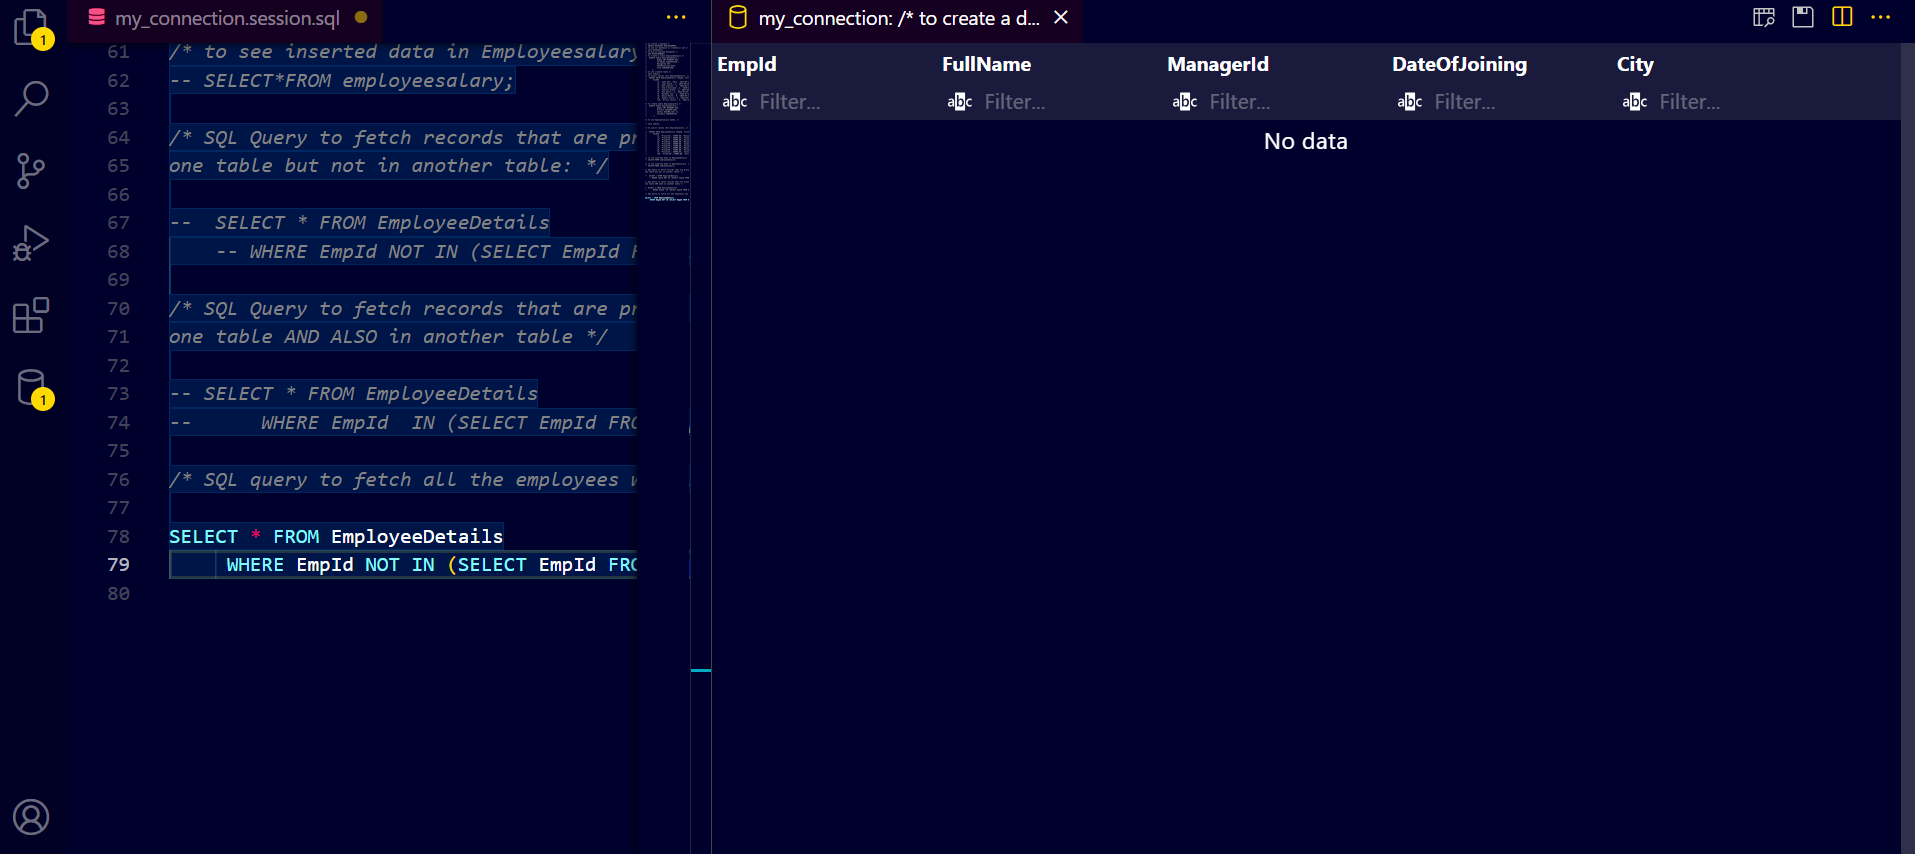 my_connection.session.sql
61 /* to see inserted data in Employeesalary
62 -- SELECT*FROM employeesalary;
63
64 /* SQL Query to fetch records that are pr
65 one table but not in another table: */
66
67 -- SELECT * FROM EmployeeDetails
68 -- WHERE EmpId NOT IN (SELECT EmpId F
69
70 /* SQL Query to fetch records that are pr
71 one table AND ALSO in another table */
72
73 -- SELECT * FROM EmployeeDetails
74 -- WHERE EmpId IN (SELECT EmpId FRO
75
76 /* SQL query to fetch all the employees w
77
78 SELECT * FROM EmployeeDetails
79 WHERE EmpId NOT IN (SELECT EmpId FRO
80
1
1
my_connection: /* to create a d...
EmpId FullName ManagerId DateOfJoining City
abc Filter... abc Filter... abc Filter... abc Filter... abc Filter...
No data